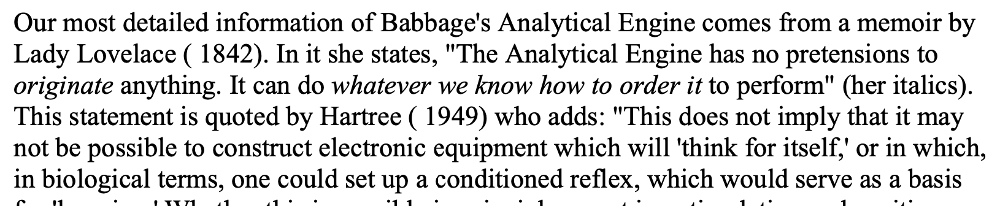 Our most detailed information of Babbage's Analytical Engine comes from a memoir by
Lady Lovelace ( 1842). In it she states, "The Analytical Engine has no pretensions to
originate anything. It can do whatever we know how to order it to perform" (her italics).
This statement is quoted by Hartree ( 1949) who adds: "This does not imply that it may
not be possible to construct electronic equipment which will 'think for itself,' or in which,
in biological terms, one could set up a conditioned reflex, which would serve as a basis